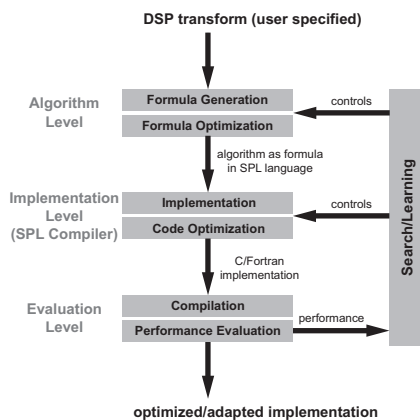 DSP transform (user specified)
Algorithm
Level
Formula Generation
Formula Optimization
controls
algorithm as formula
in SPL language
Implementation
Level
(SPL Compiler)
Implementation
Code Optimization
controls
Search/Learning
C/Fortran
implementation
Evaluation
Level
Compilation
Performance Evaluation
performance
optimized/adapted implementation